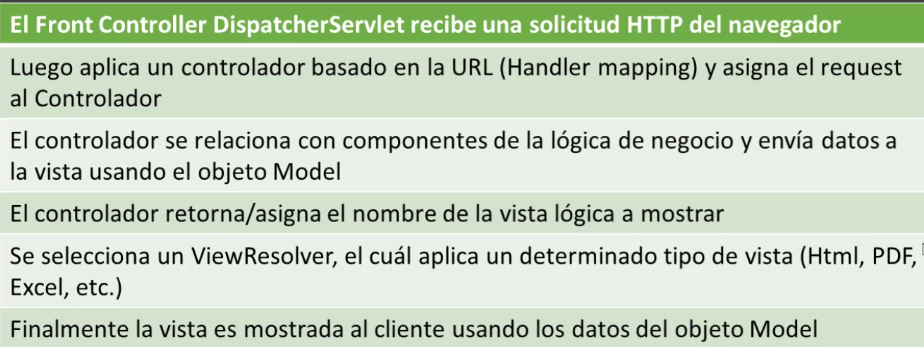 El Front Controller DispatcherServlet recibe una solicitud HTTP del navegador
Luego aplica un controlador basado en la URL (Handler mapping) y asigna el request
al Controlador
El controlador se relaciona con componentes de la lógica de negocio y envía datos a
la vista usando el objeto Model
El controlador retorna/asigna el nombre de la vista lógica a mostrar
Se selecciona un ViewResolver, el cuál aplica un determinado tipo de vista (Html, PDF,
Excel, etc.)
Finalmente la vista es mostrada al cliente usando los datos del objeto Model